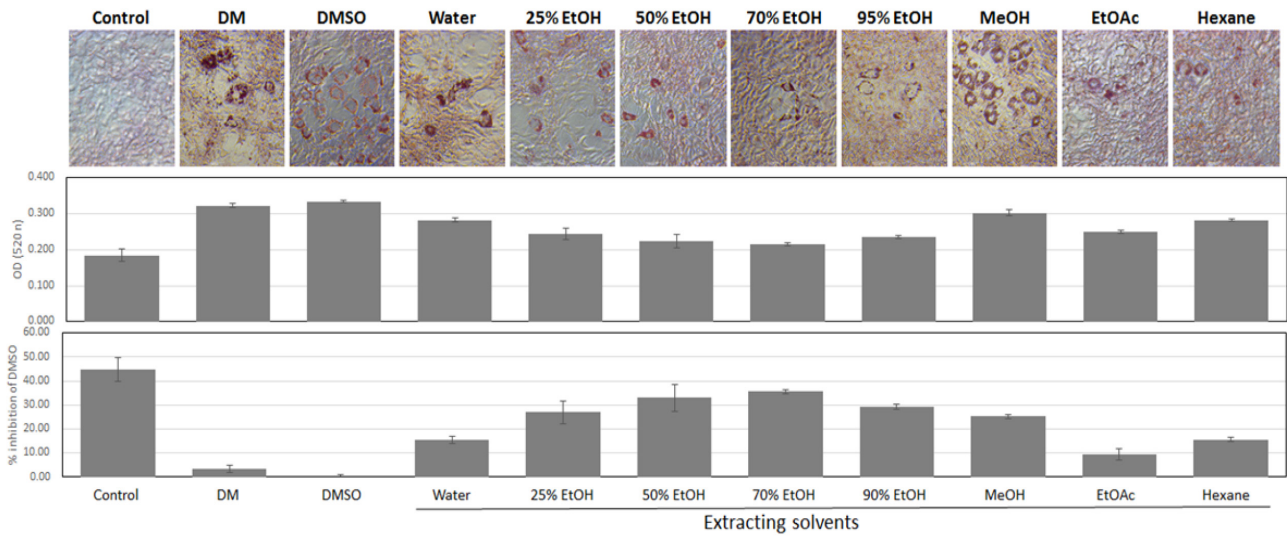 Control DM DMSO Water 25% EtOH 50% EtOH 70% EtOH 95% EtOH MeOH EtOAc Hexane
0.400
0.300
0.200
0.100
0.000
OD (520 n)
60.00
50.00
40.00
30.00
20.00
10.00
0.00
% inhibition of DMSO
Control DM DMSO Water 25% EtOH 50% EtOH 70% EtOH 90% EtOH MeOH EtOAc Hexane
Extracting solvents